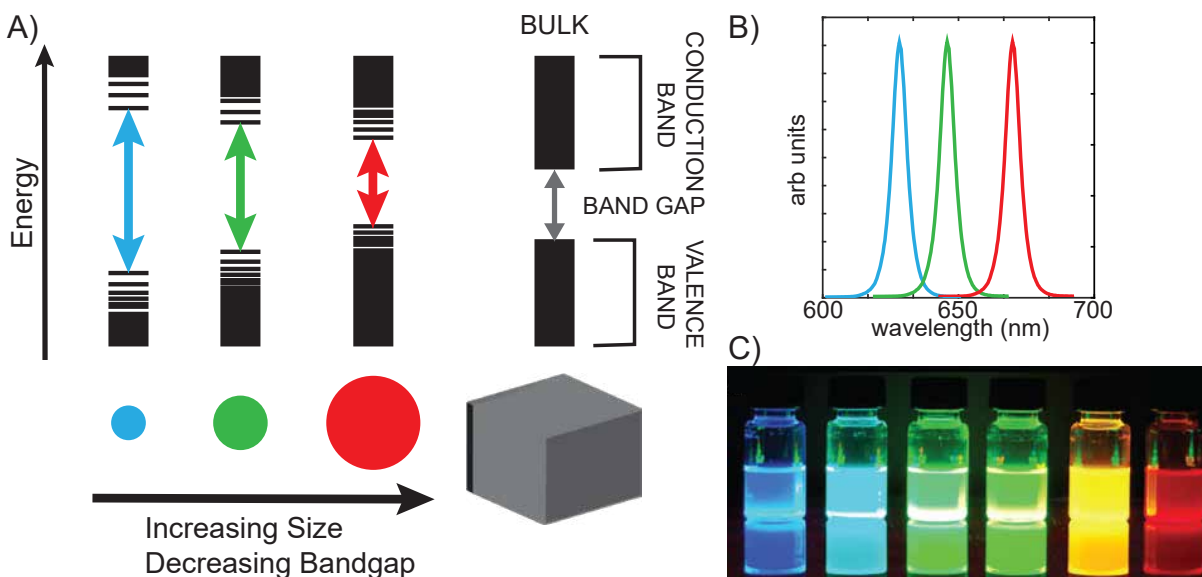 A)
Energy
BULK
CONDUCTION
BAND
BAND GAP
VALENCE
BAND
Increasing Size
Decreasing Bandgap
B)
arb units
600
650
700
wavelength (nm)
C)